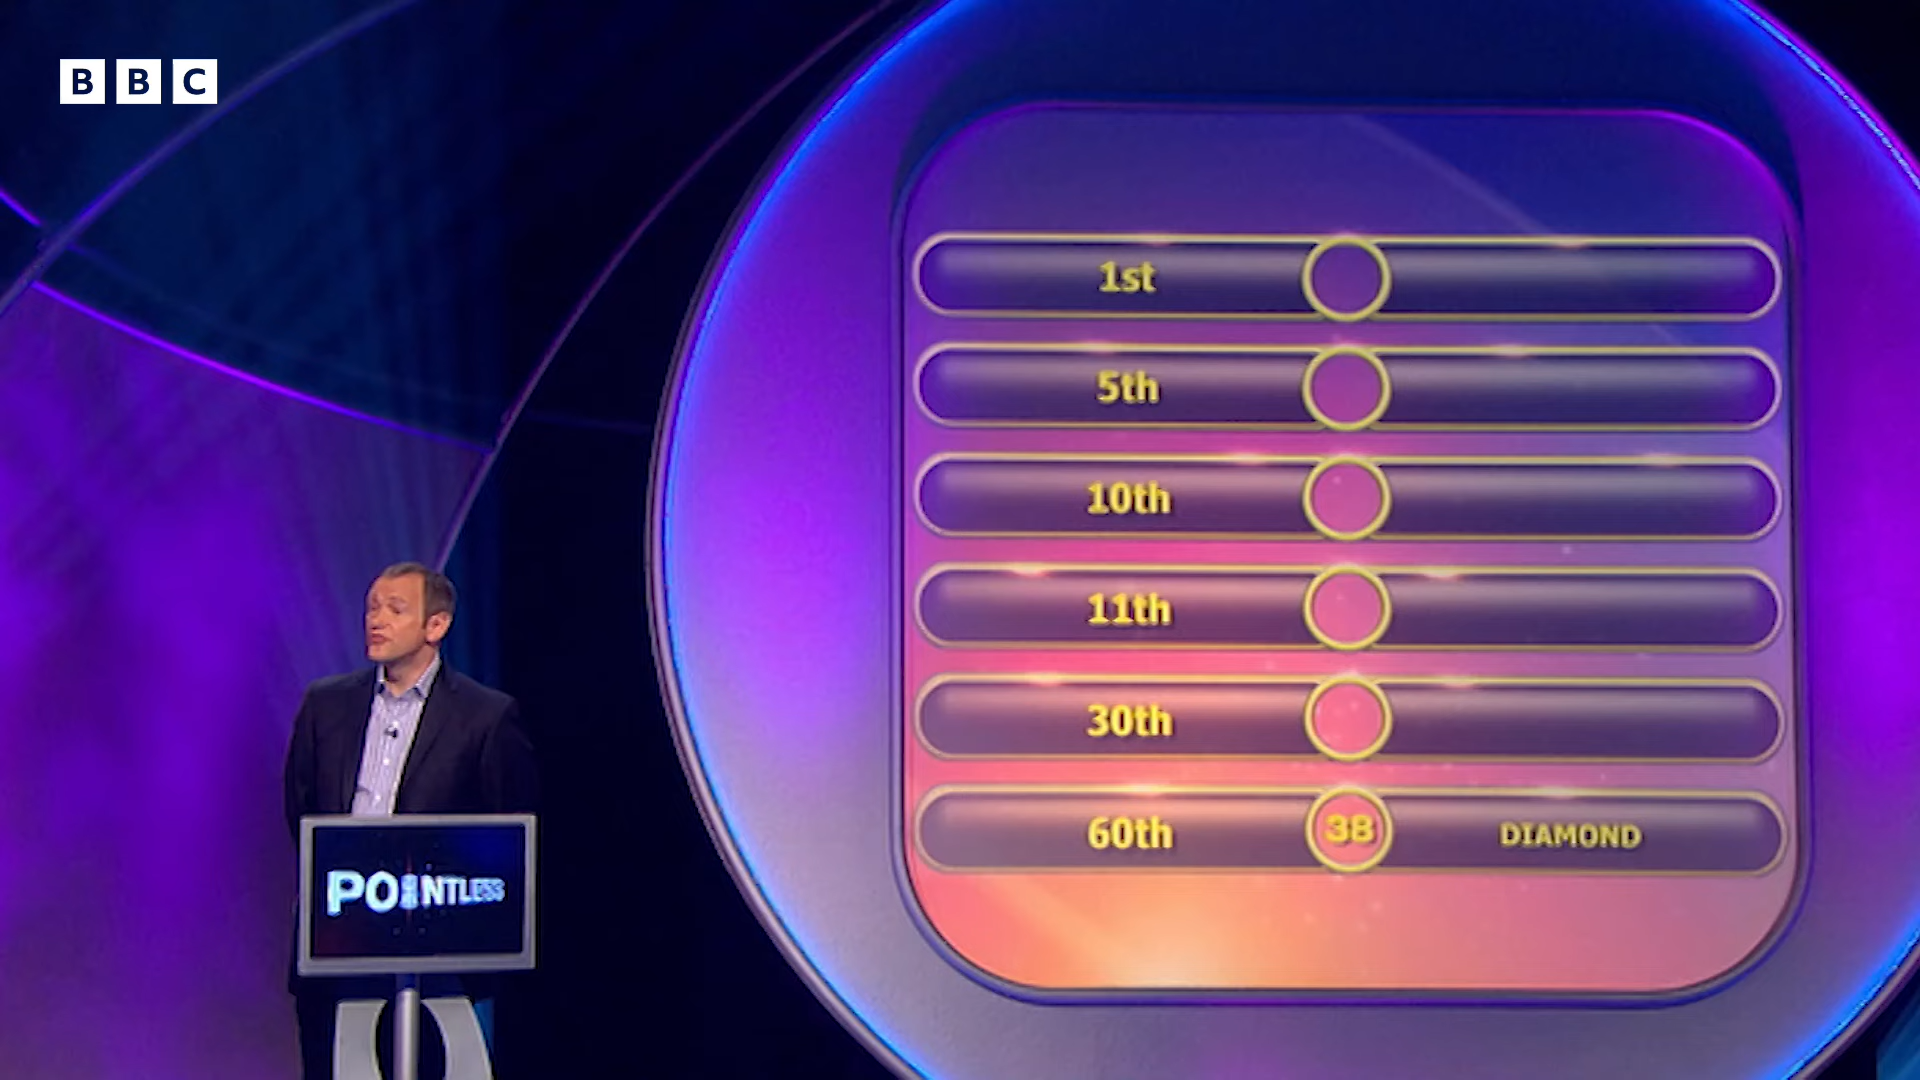 BBC
1st
5th
10th
11th
30th
60th 38 DIAMOND
POINTLESS